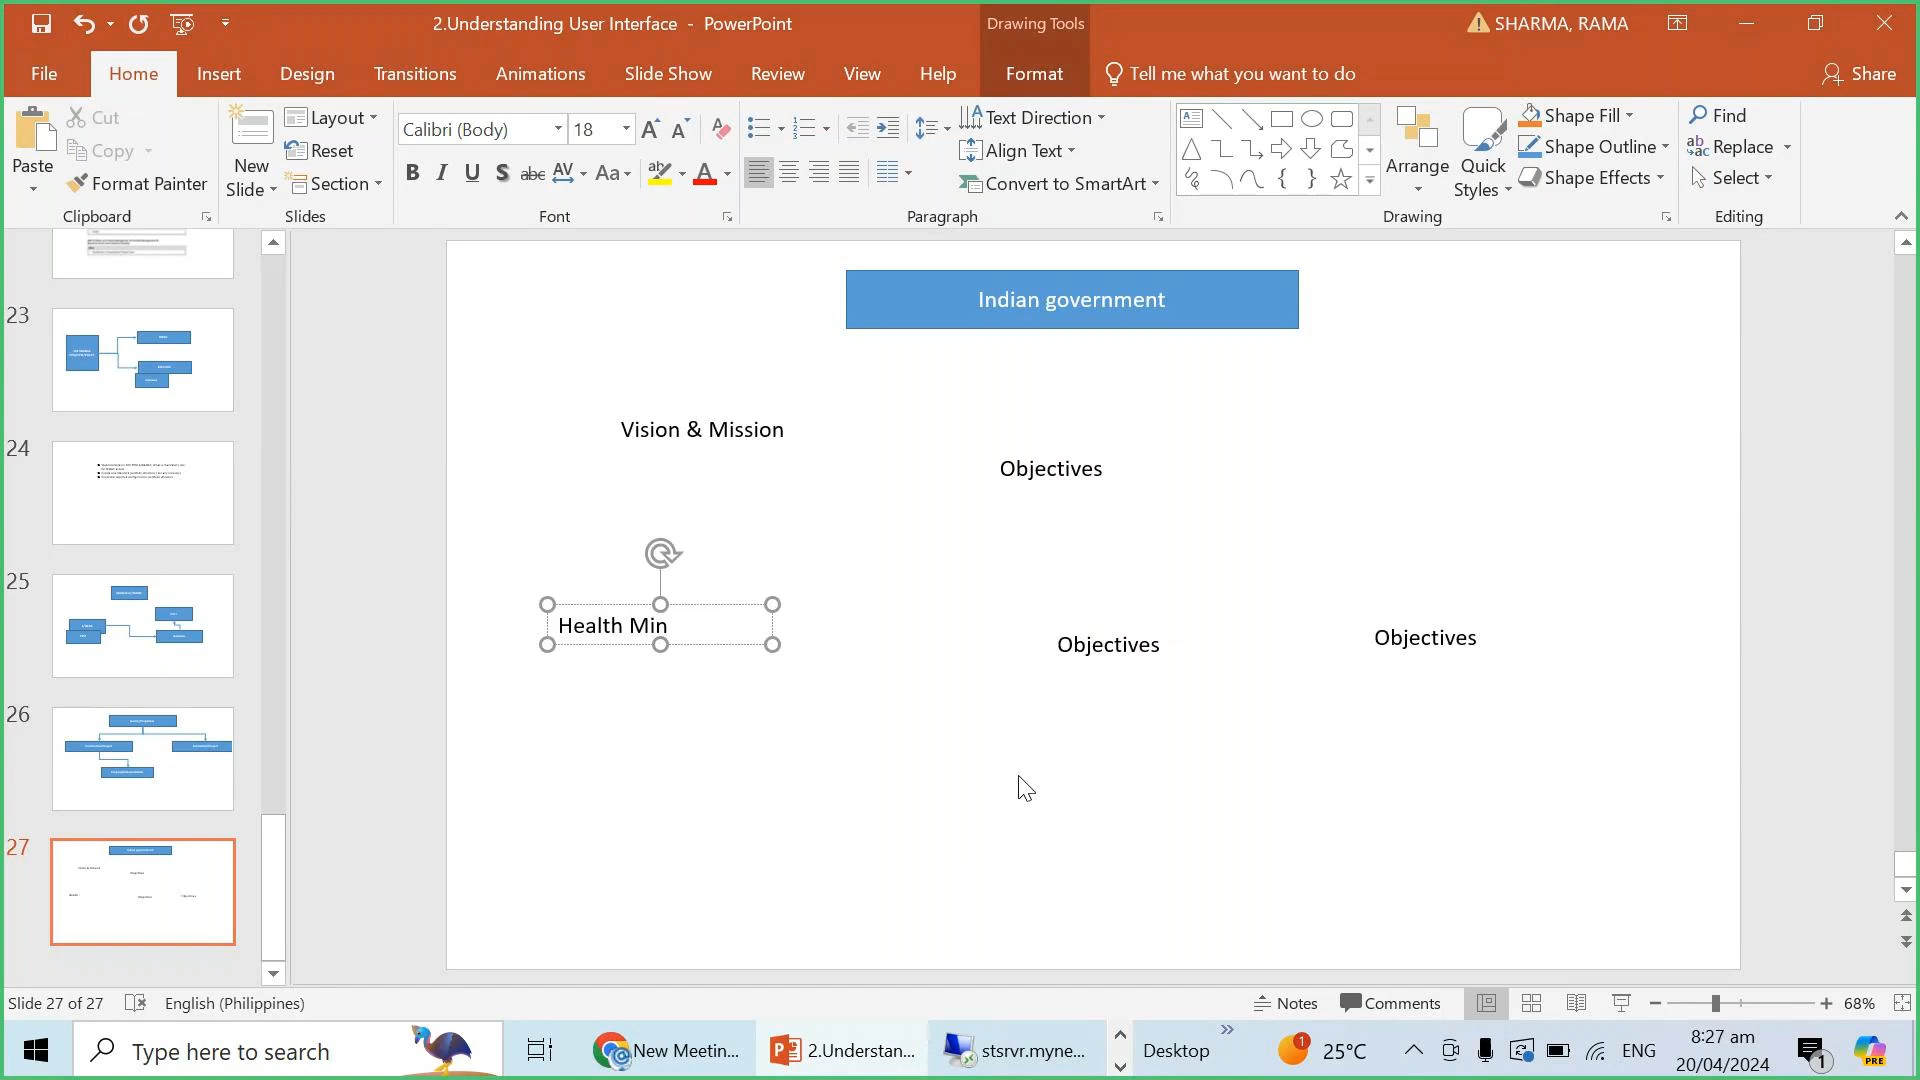 2.Understanding User Interface - PowerPoint
Drawing Tools
SHARMA, RAMA
File
Home
Insert
Design
Transitions
Animations
Slide Show
Review
View
Help
Format
Tell me what you want to do
Share
Paste
Cut
Copy
Format Painter
Clipboard
New Slide
Layout
Reset
Section
Slides
Calibri (Body)
18
Font
Text Direction
Align Text
Convert to SmartArt
Paragraph
Arrange
Quick Styles
Shape Fill
Shape Outline
Shape Effects
Drawing
Find
Replace
Select
Editing
23
24
25
26
27
Indian government
Vision & Mission
Objectives
Health Min
Objectives
Objectives
Slide 27 of 27
English (Philippines)
Notes
Comments
68%
Type here to search
New Meetin...
2.Understan...
stsrvr.myne...
Desktop
1
25°C
ENG
8:27 am
20/04/2024
1
PRE